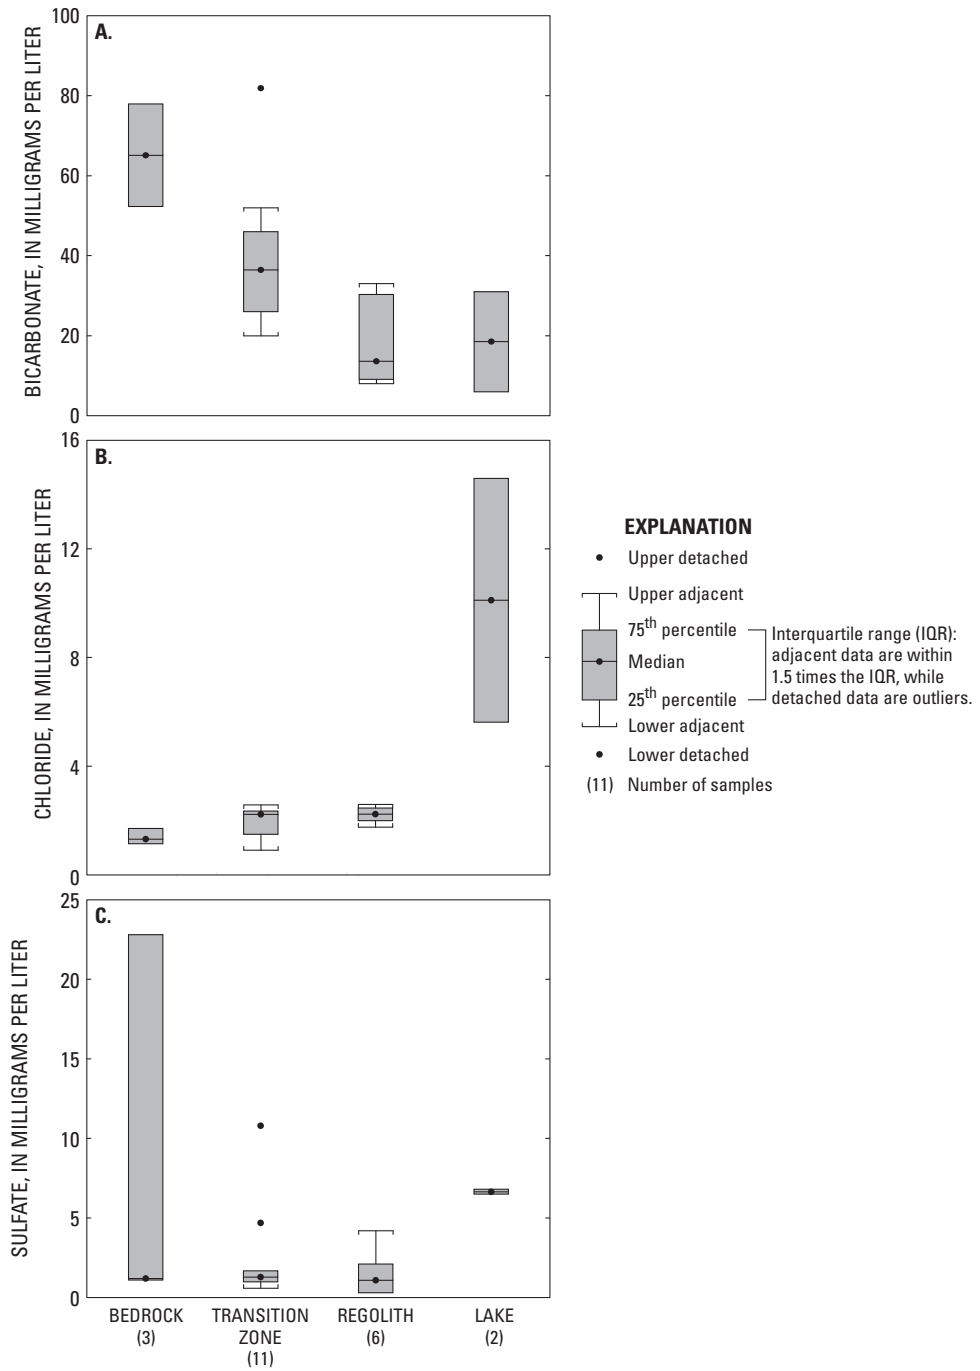 A.
BICARBONATE, IN MILLIGRAMS PER LITER
100
80
60
40
20
0
B.
CHLORIDE, IN MILLIGRAMS PER LITER
16
12
8
4
0
C.
SULFATE, IN MILLIGRAMS PER LITER
25
20
15
10
5
0
BEDROCK
(3)
TRANSITION
ZONE
(11)
REGOLITH
(6)
LAKE
(2)
EXPLANATION
Upper detached
Upper adjacent
75th percentile
Median
25th percentile
Lower adjacent
Lower detached
(11) Number of samples
Interquartile range (IQR):
adjacent data are within
1.5 times the IQR, while
detached data are outliers.